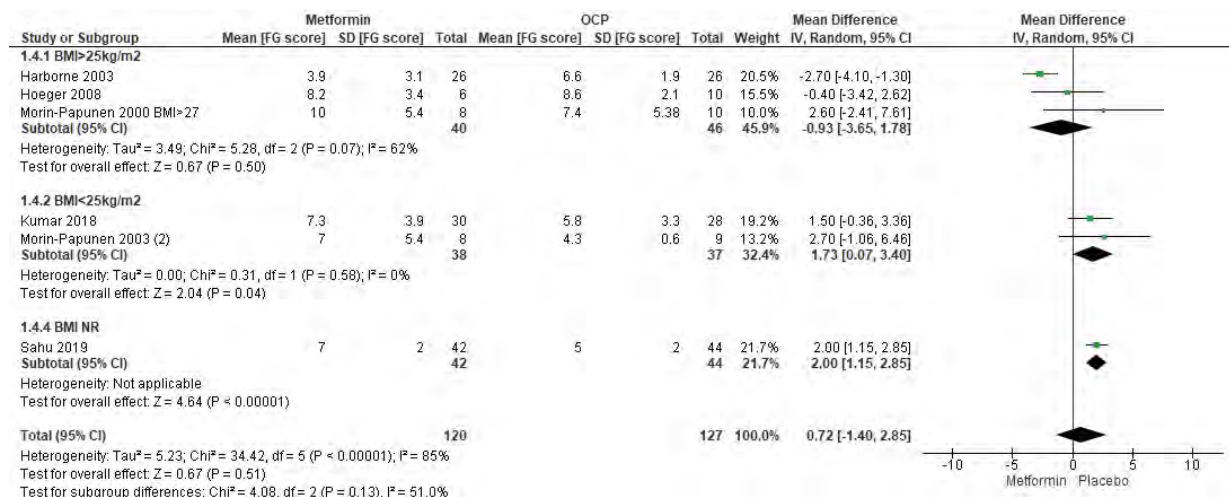 Metformin OCP Mean Difference Mean Difference
Study or Subgroup Mean [FG score] SD [FG score] Total Mean [FG score] SD [FG score] Total Weight IV, Random, 95% CI IV, Random, 95% CI
1.4.1 BMI>25kg/m2
Harborne 2003 3.9 3.1 26 6.6 1.9 26 20.5% -2.70 [-4.10, -1.30]
Hoeger 2008 8.2 3.4 6 8.6 2.1 10 15.5% -0.40 [-3.42, 2.62]
Morin-Papunen 2000 BMI>27 10 5.4 8 7.4 5.38 10 10.0% 2.60 [-2.41, 7.61]
Subtotal (95% CI) 40 46 45.9% -0.93 [-3.65, 1.78]
Heterogeneity: Tau² = 3.49; Chi² = 5.28, df = 2 (P = 0.07); I² = 62%
Test for overall effect: Z = 0.67 (P = 0.50)
1.4.2 BMI<25kg/m2
Kumar 2018 7.3 3.9 30 5.8 3.3 28 19.2% 1.50 [-0.36, 3.36]
Morin-Papunen 2003 (2) 7 5.4 8 4.3 0.6 9 13.2% 2.70 [-1.06, 6.46]
Subtotal (95% CI) 38 37 32.4% 1.73 [0.07, 3.40]
Heterogeneity: Tau² = 0.00; Chi² = 0.31, df = 1 (P = 0.58); I² = 0%
Test for overall effect: Z = 2.04 (P = 0.04)
1.4.4 BMI NR
Sahu 2019 7 2 42 5 2 44 21.7% 2.00 [1.15, 2.85]
Subtotal (95% CI) 42 44 21.7% 2.00 [1.15, 2.85]
Heterogeneity: Not applicable
Test for overall effect: Z = 4.64 (P < 0.00001)
Total (95% CI) 120 127 100.0% 0.72 [-1.40, 2.85]
Heterogeneity: Tau² = 5.23; Chi² = 34.42, df = 5 (P < 0.00001); I² = 85%
Test for overall effect: Z = 0.67 (P = 0.51)
Test for subgroup differences: Chi² = 4.08, df = 2 (P = 0.13), I² = 51.0%
-10 -5 0 5 10
Metformin Placebo